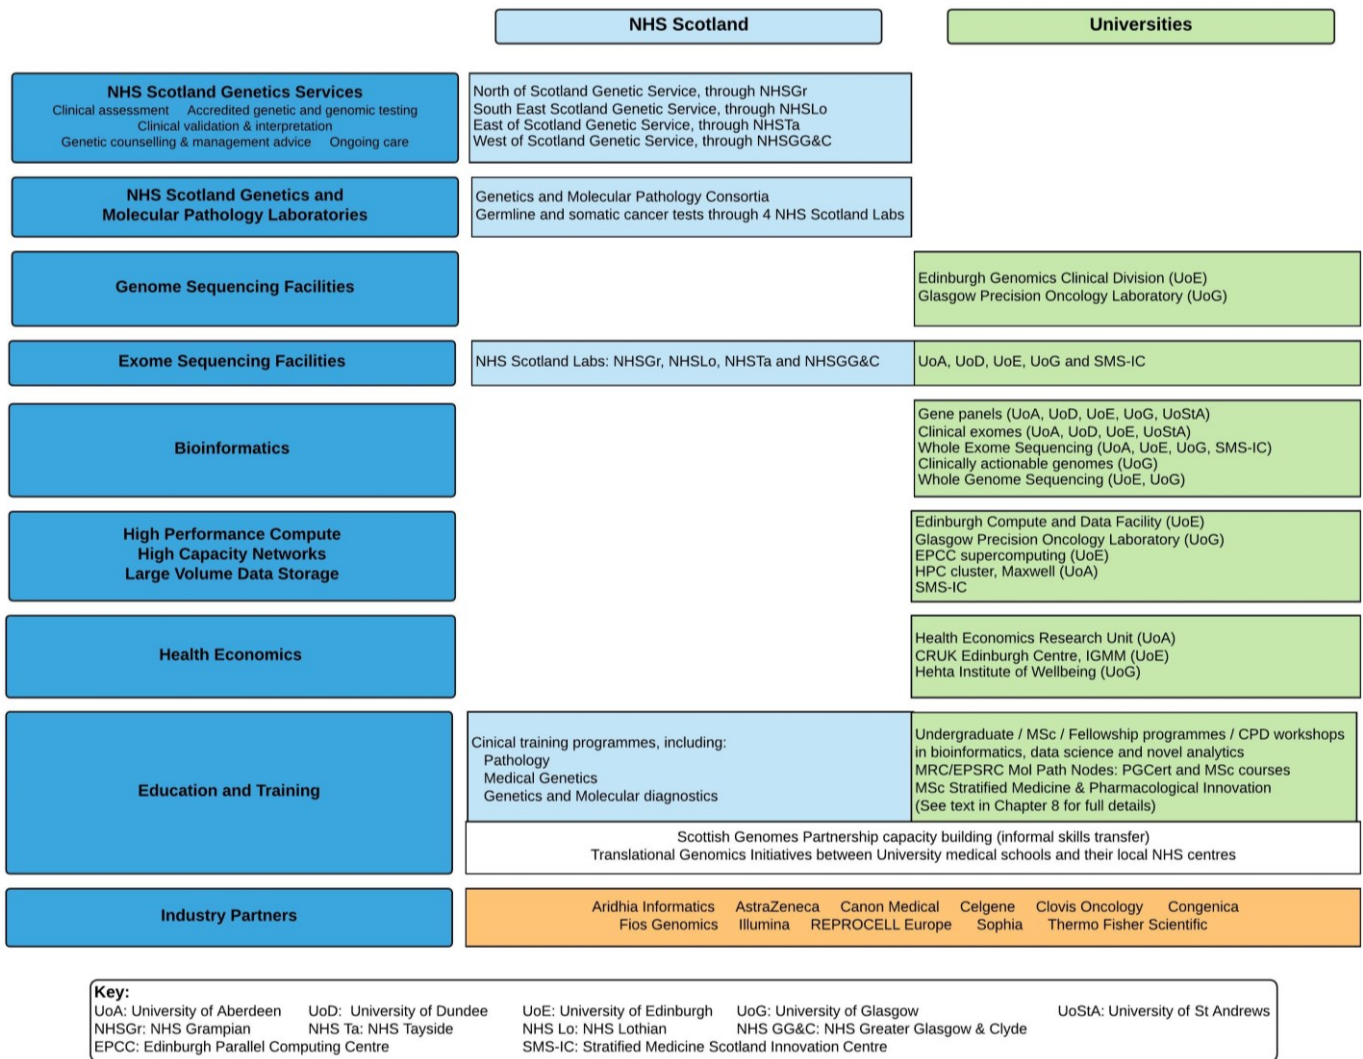 NHS Scotland
Universities
NHS Scotland Genetics Services
Clinical assessment Accredited genetic and genomic testing
Clinical validation & interpretation
Genetic counselling & management advice Ongoing care
North of Scotland Genetic Service, through NHSGr
South East Scotland Genetic Service, through NHSLo
East of Scotland Genetic Service, through NHSTa
West of Scotland Genetic Service, through NHSGG&C
NHS Scotland Genetics and
Molecular Pathology Laboratories
Genetics and Molecular Pathology Consortia
Germline and somatic cancer tests through 4 NHS Scotland Labs
Genome Sequencing Facilities
Edinburgh Genomics Clinical Division (UoE)
Glasgow Precision Oncology Laboratory (UoG)
Exome Sequencing Facilities
NHS Scotland Labs: NHSGr, NHSLo, NHSTa and NHSGG&C
UoA, UoD, UoE, UoG and SMS-IC
Bioinformatics
Gene panels (UoA, UoD, UoE, UoG, UoStA)
Clinical exomes (UoA, UoD, UoE, UoStA)
Whole Exome Sequencing (UoA, UoE, UoG, SMS-IC)
Clinically actionable genomes (UoG)
Whole Genome Sequencing (UoE, UoG)
High Performance Compute
High Capacity Networks
Large Volume Data Storage
Edinburgh Compute and Data Facility (UoE)
Glasgow Precision Oncology Laboratory (UoG)
EPCC supercomputing (UoE)
HPC cluster, Maxwell (UoA)
SMS-IC
Health Economics
Health Economics Research Unit (UoA)
CRUK Edinburgh Centre, IGMM (UoE)
Hehta Institute of Wellbeing (UoG)
Education and Training
Cinical training programmes, including:
Pathology
Medical Genetics
Genetics and Molecular diagnostics
Undergraduate / MSc / Fellowship programmes / CPD workshops
in bioinformatics, data science and novel analytics
MRC/EPSRC Mol Path Nodes: PGCert and MSc courses
MSc Stratified Medicine & Pharmacological Innovation
(See text in Chapter 8 for full details)
Scottish Genomes Partnership capacity building (informal skills transfer)
Translational Genomics Initiatives between University medical schools and their local NHS centres
Industry Partners
Aridhia Informatics AstraZeneca Canon Medical Celgene Clovis Oncology Congenica
Fios Genomics Illumina REPROCELL Europe Sophia Thermo Fisher Scientific
Key:
UoA: University of Aberdeen UoD: University of Dundee UoE: University of Edinburgh UoG: University of Glasgow UoStA: University of St Andrews
NHSGr: NHS Grampian NHS Ta: NHS Tayside NHS Lo: NHS Lothian NHS GG&C: NHS Greater Glasgow & Clyde
EPCC: Edinburgh Parallel Computing Centre SMS-IC: Stratified Medicine Scotland Innovation Centre